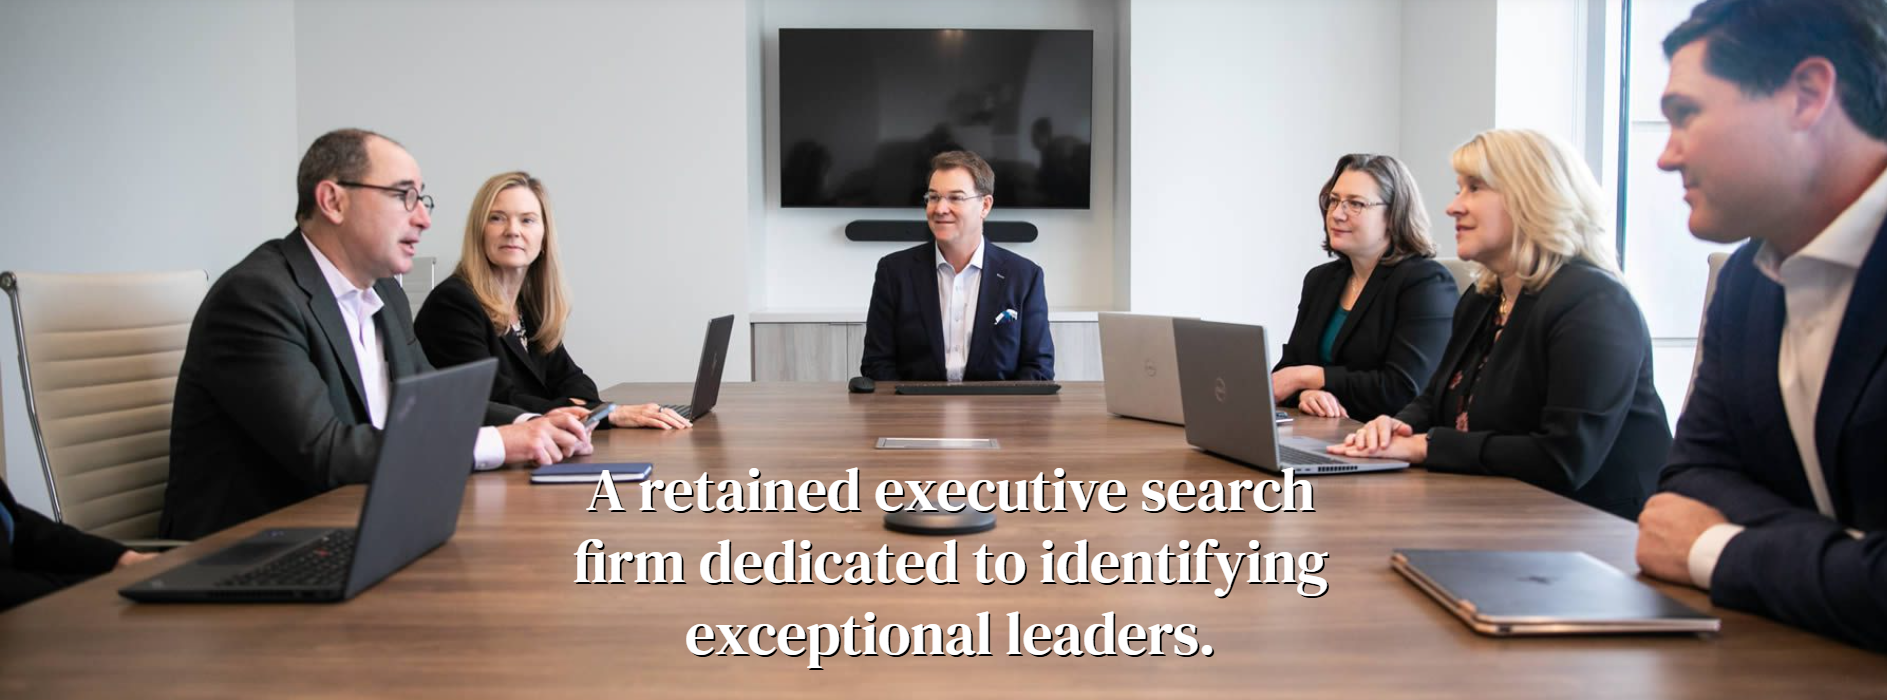 A retained executive search
firm dedicated to identifying
exceptional leaders.